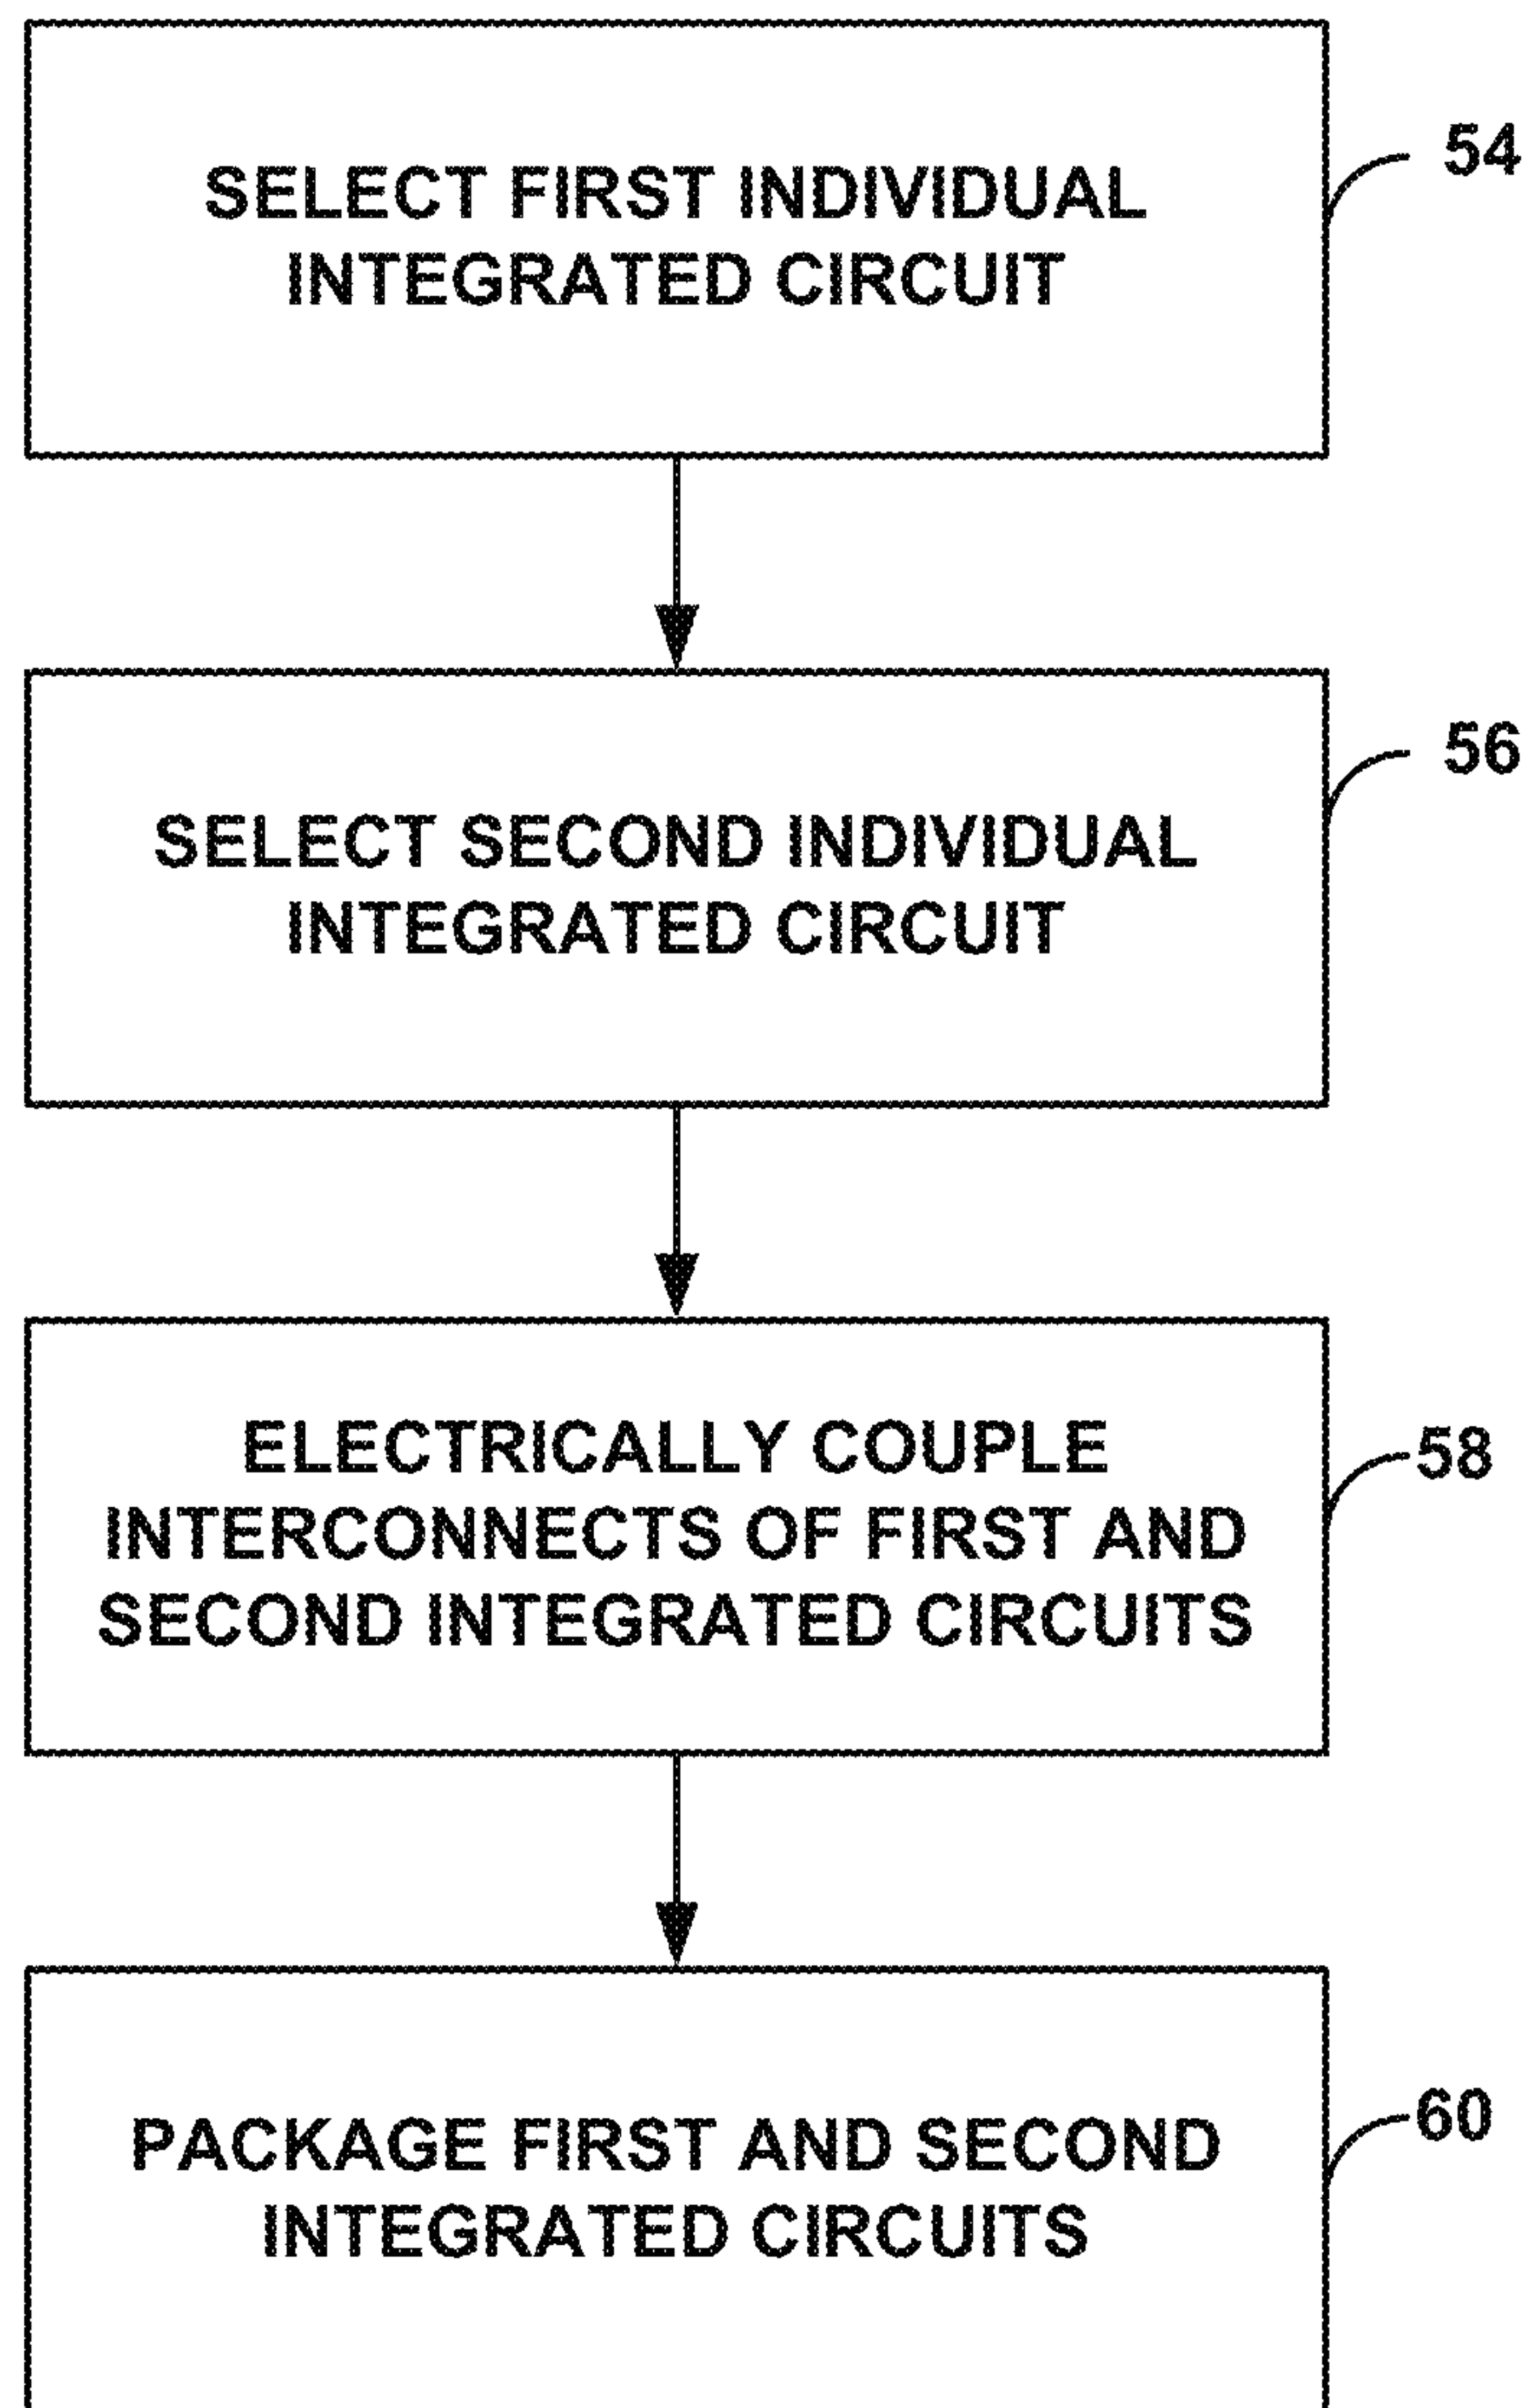 SELECT FIRST INDIVIDUAL
INTEGRATED CIRCUIT
54
SELECT SECOND INDIVIDUAL
INTEGRATED CIRCUIT
56
ELECTRICALLY COUPLE
INTERCONNECTS OF FIRST AND
SECOND INTEGRATED CIRCUITS
58
PACKAGE FIRST AND SECOND
INTEGRATED CIRCUITS
60